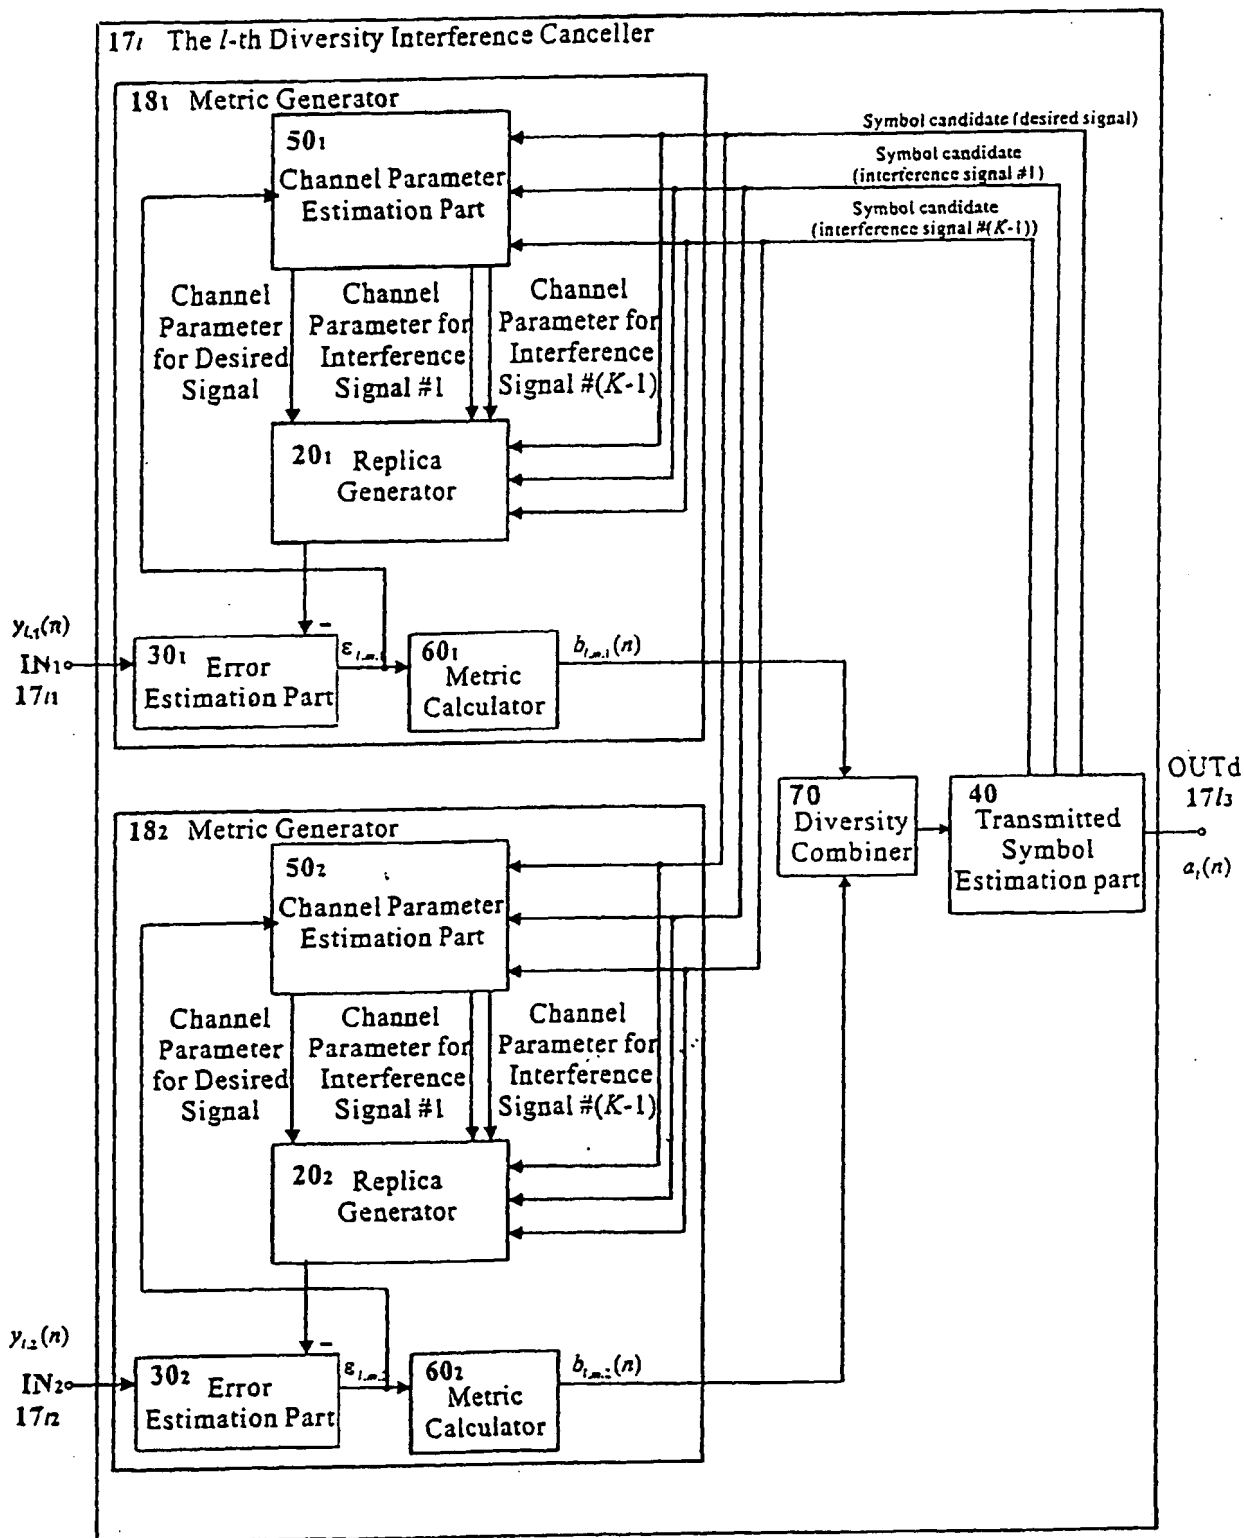 17l The l-th Diversity Interference Canceller
181 Metric Generator
501
Channel Parameter
Estimation Part
Symbol candidate (desired signal)
Symbol candidate
(interference signal #1)
Symbol candidate
(interference signal #(K-1))
Channel
Parameter
for Desired
Signal
Channel
Parameter for
Interference
Signal #1
Channel
Parameter for
Interference
Signal #(K-1)
201 Replica
Generator
yl,1(n)
IN1
17l1
301 Error
Estimation Part
−
εl,m,1
601
Metric
Calculator
bl,m,1(n)
70
Diversity
Combiner
40
Transmitted
Symbol
Estimation part
OUTd
17l3
al(n)
182 Metric Generator
502
Channel Parameter
Estimation Part
Channel
Parameter
for Desired
Signal
Channel
Parameter for
Interference
Signal #1
Channel
Parameter for
Interference
Signal #(K-1)
202 Replica
Generator
yl,2(n)
IN2
17l2
302 Error
Estimation Part
−
εl,m,2
602
Metric
Calculator
bl,m,2(n)